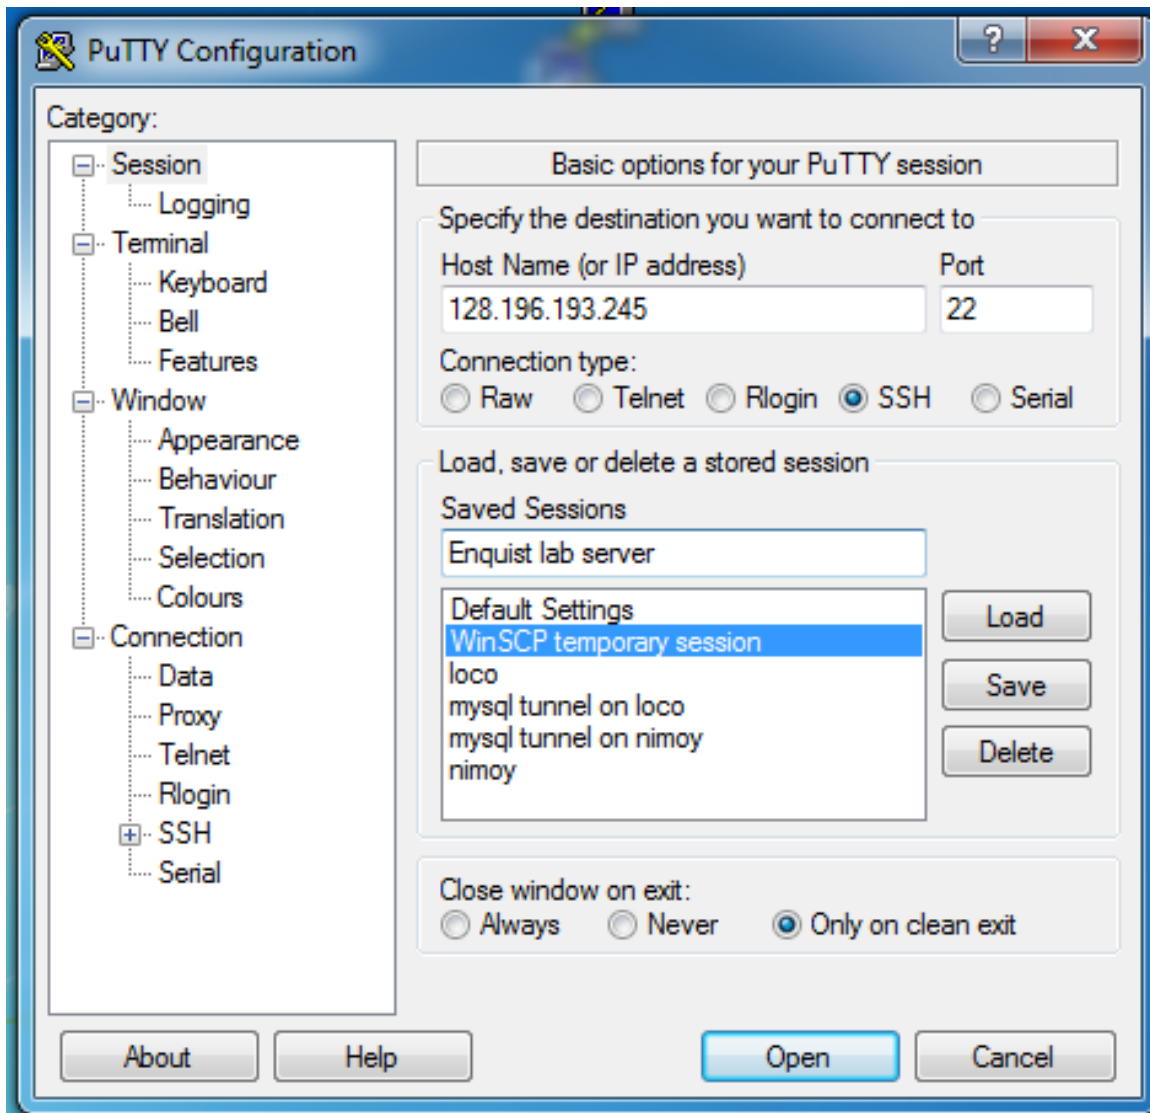 PuTTY Configuration
Category:
Session
Logging
Terminal
Keyboard
Bell
Features
Window
Appearance
Behaviour
Translation
Selection
Colours
Connection
Data
Proxy
Telnet
Rlogin
SSH
Serial
Basic options for your PuTTY session
Specify the destination you want to connect to
Host Name (or IP address) Port
128.196.193.245 22
Connection type:
Raw Telnet Rlogin SSH Serial
Load, save or delete a stored session
Saved Sessions
Enquist lab server
Default Settings
WinSCP temporary session
loco
mysql tunnel on loco
mysql tunnel on nimoy
nimoy
Load
Save
Delete
Close window on exit:
Always Never Only on clean exit
About Help Open Cancel